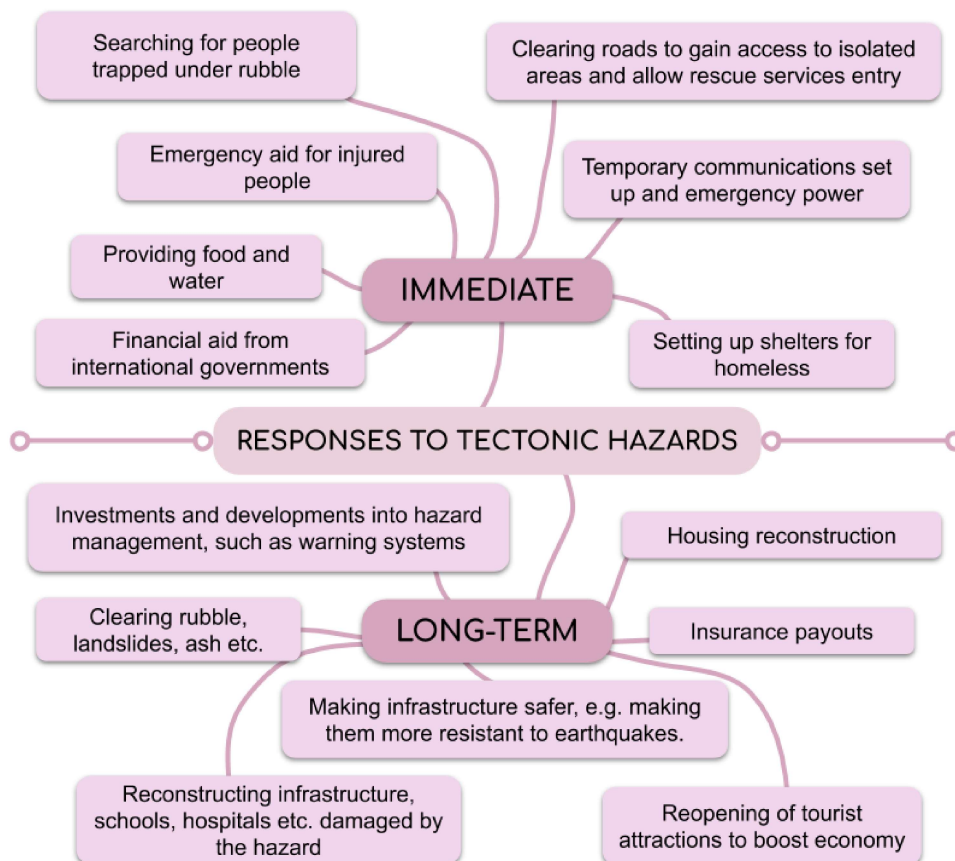 Searching for people
trapped under rubble
Clearing roads to gain access to isolated
areas and allow rescue services entry
Emergency aid for injured
people
Temporary communications set
up and emergency power
Providing food and
water
IMMEDIATE
Financial aid from
international governments
Setting up shelters for
homeless
RESPONSES TO TECTONIC HAZARDS
Investments and developments into hazard
management, such as warning systems
Housing reconstruction
Clearing rubble,
landslides, ash etc.
LONG-TERM
Insurance payouts
Making infrastructure safer, e.g. making
them more resistant to earthquakes.
Reconstructing infrastructure,
schools, hospitals etc. damaged by
the hazard
Reopening of tourist
attractions to boost economy